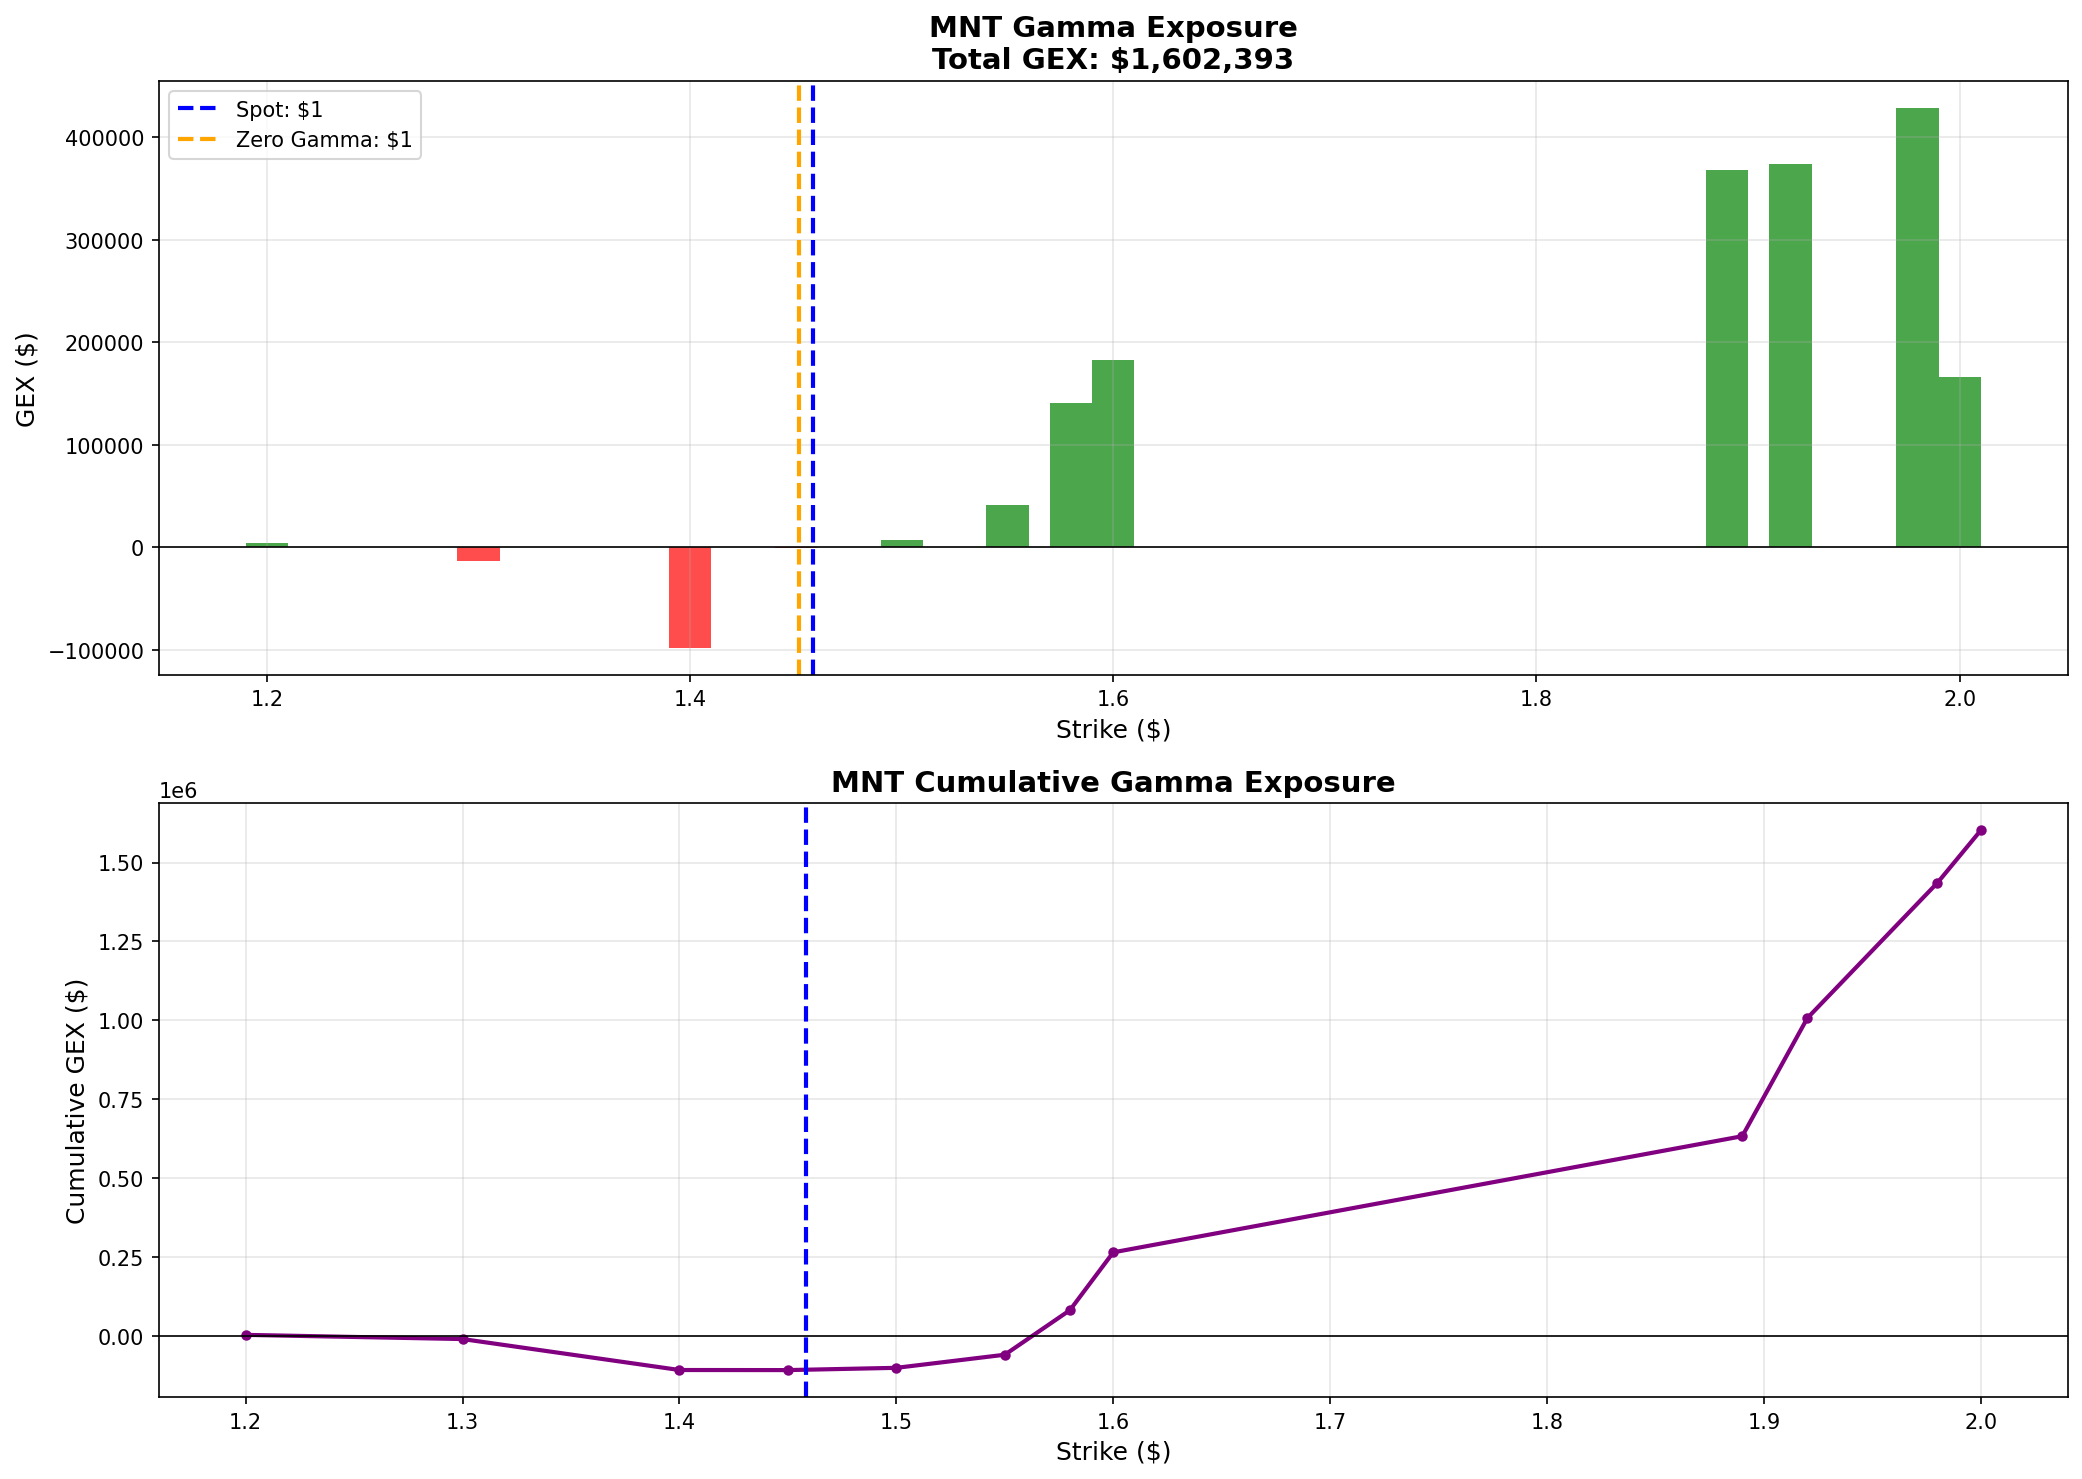 MNT Gamma Exposure
Total GEX: $1,602,393
Spot: $1
Zero Gamma: $1
GEX ($)
400000
300000
200000
100000
0
−100000
1.2
1.4
1.6
1.8
2.0
Strike ($)
MNT Cumulative Gamma Exposure
1e6
Cumulative GEX ($)
1.50
1.25
1.00
0.75
0.50
0.25
0.00
1.2
1.3
1.4
1.5
1.6
1.7
1.8
1.9
2.0
Strike ($)